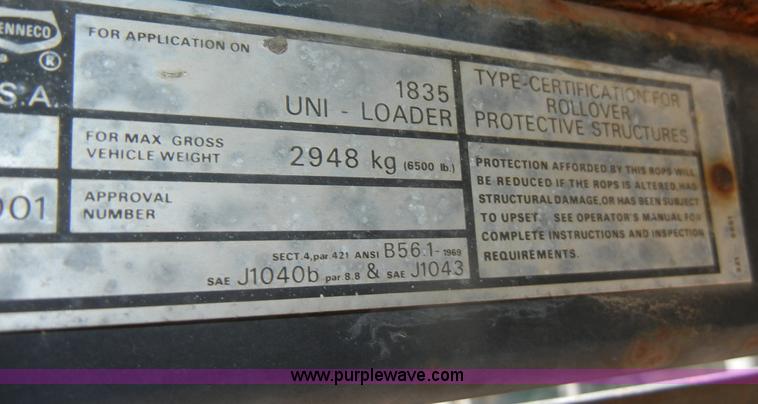 ENNECO
a
®
S.A.
001
FOR APPLICATION ON
1835
UNI - LOADER
FOR MAX GROSS
VEHICLE WEIGHT
2948 kg (6500 lb.)
APPROVAL
NUMBER
SECT.4, par.421 ANSI B56.1-1969
SAE J1040b par 8.8 & SAE J1043
TYPE-CERTIFICATION FOR
ROLLOVER
PROTECTIVE STRUCTURES
PROTECTION AFFORDED BY THIS ROPS WILL
BE REDUCED IF THE ROPS IS ALTERED, HAD
STRUCTURAL DAMAGE, OR HAS BEEN SUBJECT
TO UPSET. SEE OPERATOR'S MANUAL FOR
COMPLETE INSTRUCTIONS AND INSPECTION
REQUIREMENTS.
www.purplewave.com